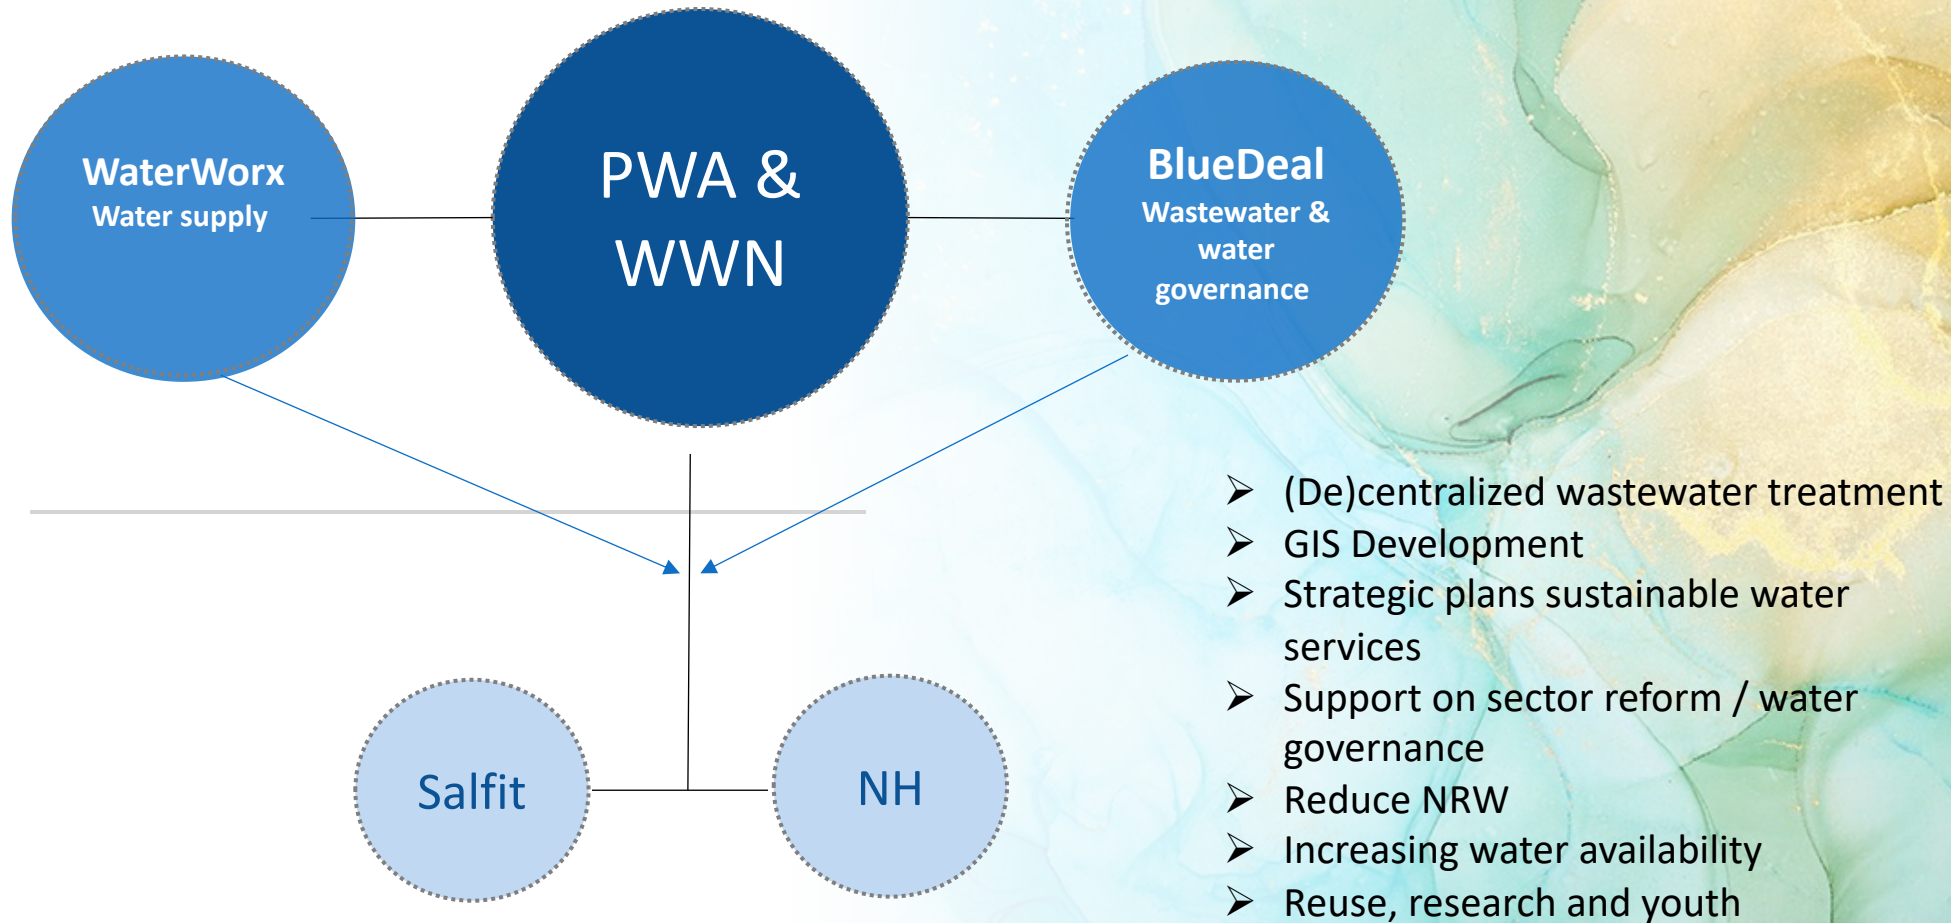 WaterWorx
Water supply
PWA &
WWN
BlueDeal
Wastewater &
water
governance
Salfit
NH
➢ (De)centralized wastewater treatment
➢ GIS Development
➢ Strategic plans sustainable water
services
➢ Support on sector reform / water
governance
➢ Reduce NRW
➢ Increasing water availability
➢ Reuse, research and youth